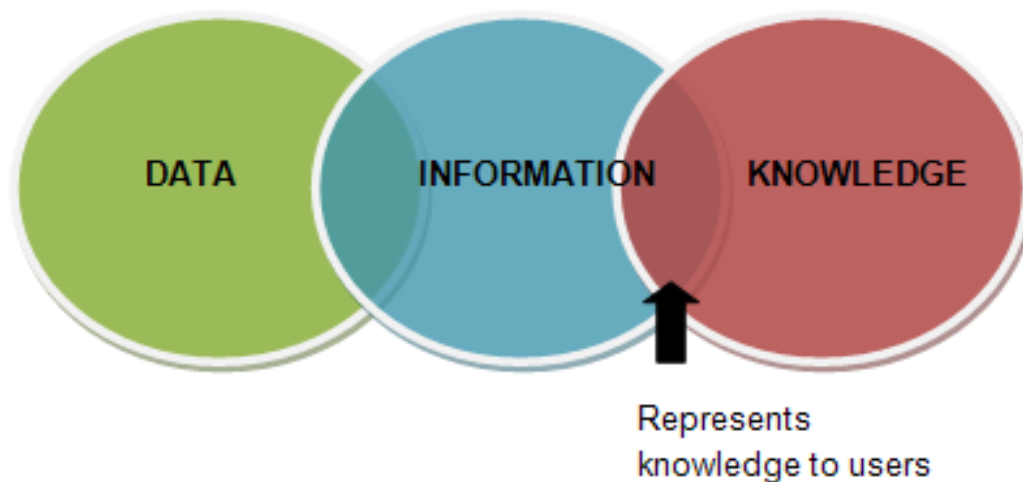 DATA
INFORMATION
KNOWLEDGE
Represents
knowledge to users